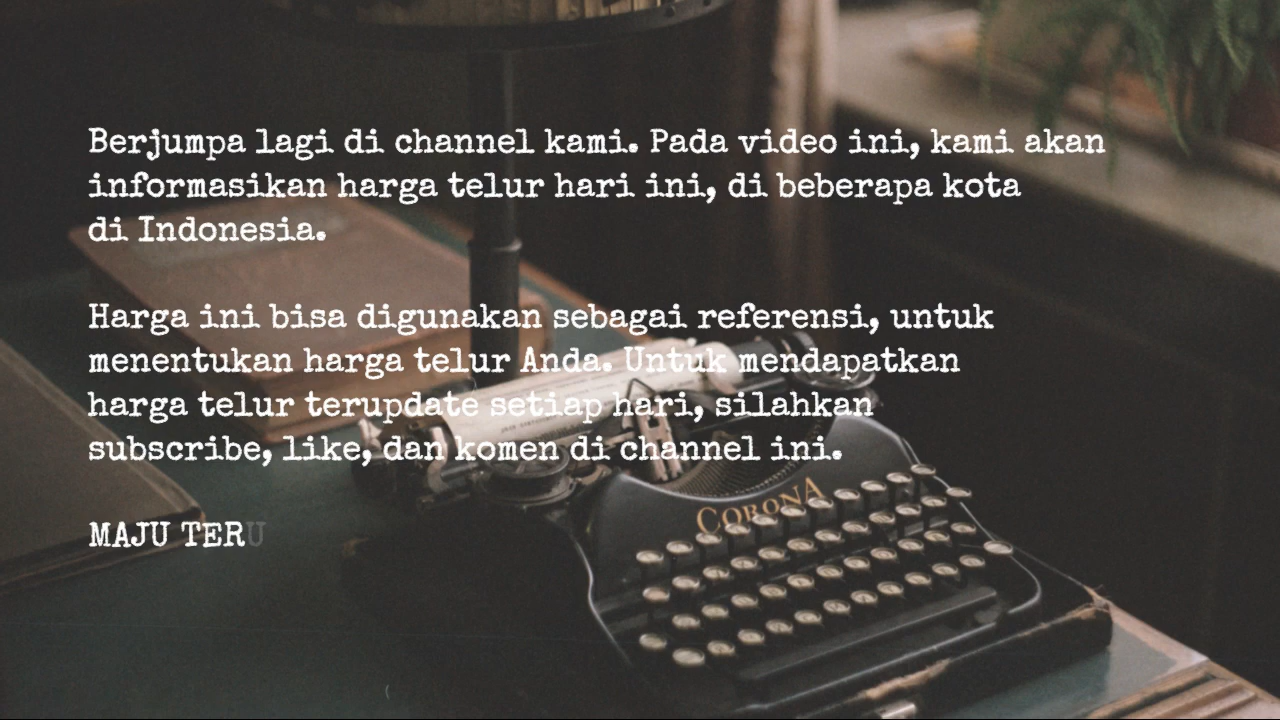 Berjumpa lagi di channel kami. Pada video ini, kami akan
informasikan harga telur hari ini, di beberapa kota
di Indonesia.
Harga ini bisa digunakan sebagai referensi, untuk
menentukan harga telur Anda. Untuk mendapatkan
harga telur terupdate setiap hari, silahkan
subscribe, like, dan komen di channel ini.
MAJU TERU
CORONA